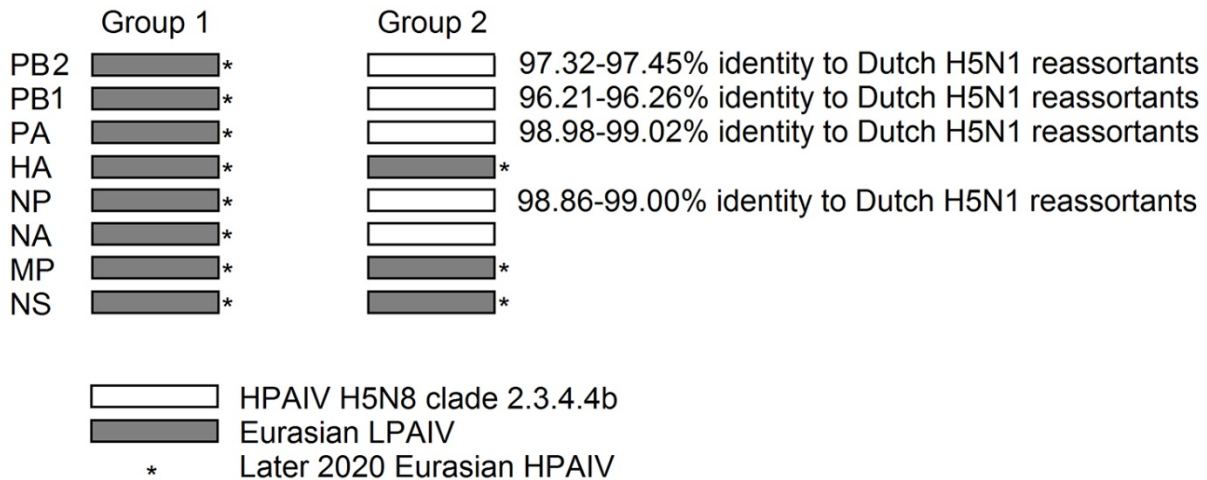 Group 1 Group 2
PB2 * 97.32-97.45% identity to Dutch H5N1 reassortants
PB1 * 96.21-96.26% identity to Dutch H5N1 reassortants
PA * 98.98-99.02% identity to Dutch H5N1 reassortants
HA * *
NP * 98.86-99.00% identity to Dutch H5N1 reassortants
NA *
MP * *
NS * *
HPAIV H5N8 clade 2.3.4.4b
Eurasian LPAIV
* Later 2020 Eurasian HPAIV